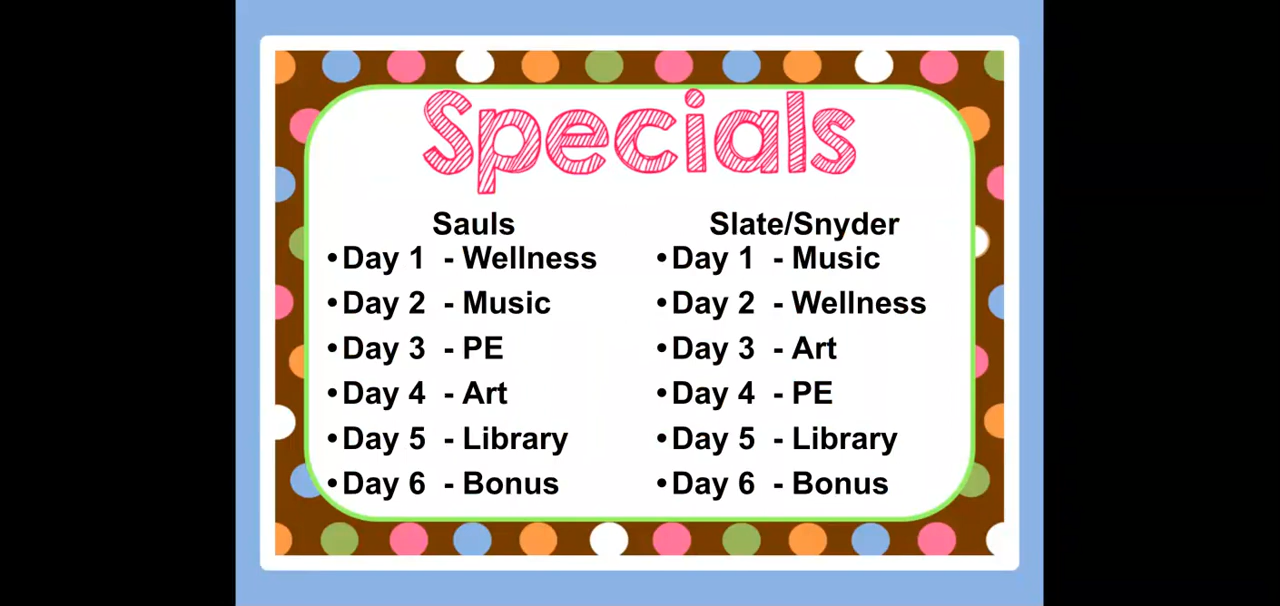 Specials
Sauls
•Day 1 - Wellness
•Day 2 - Music
•Day 3 - PE
•Day 4 - Art
•Day 5 - Library
•Day 6 - Bonus
Slate/Snyder
•Day 1 - Music
•Day 2 - Wellness
•Day 3 - Art
•Day 4 - PE
•Day 5 - Library
•Day 6 - Bonus